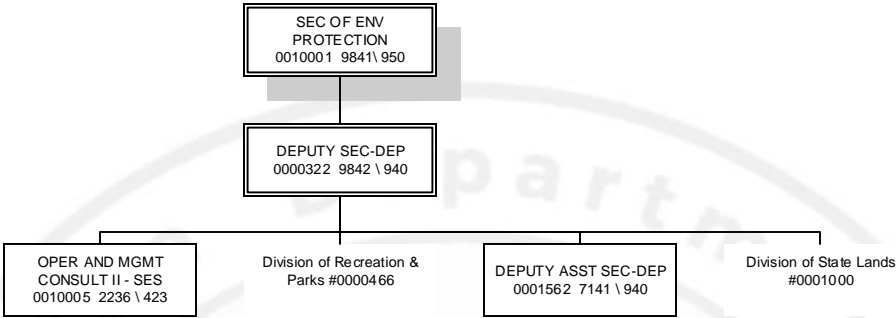 SEC OF ENV
PROTECTION
0010001 9841\ 950
DEPUTY SEC-DEP
0000322 9842 \ 940
OPER AND MGMT
CONSULT II - SES
0010005 2236 \ 423
Division of Recreation &
Parks #0000466
DEPUTY ASST SEC-DEP
0001562 7141 \ 940
Division of State Lands
#0001000